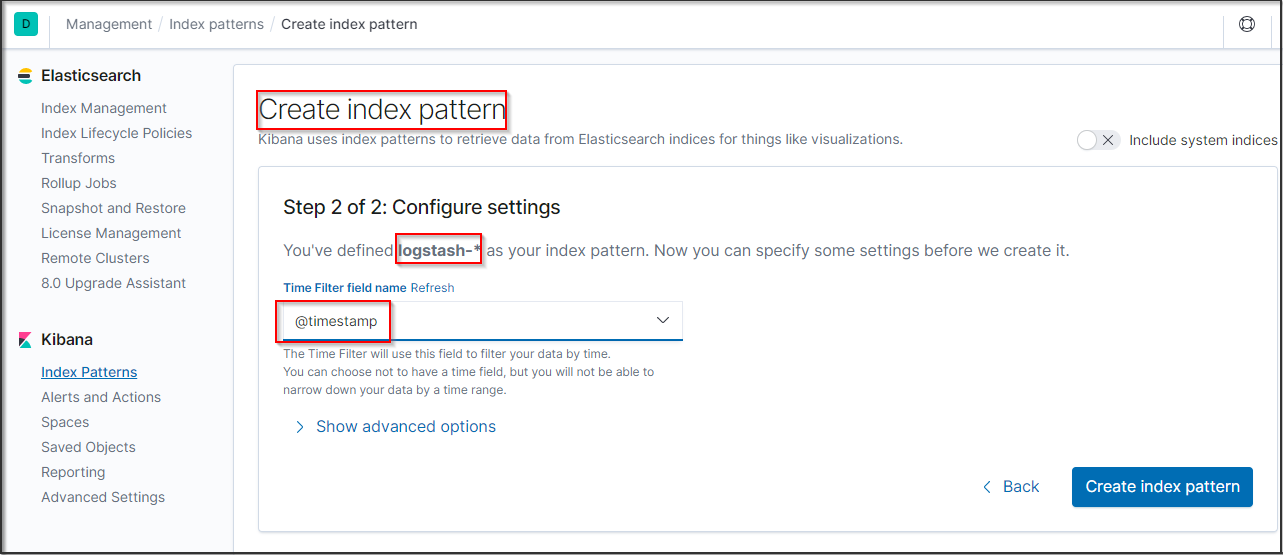 D Management / Index patterns / Create index pattern
Elasticsearch
Index Management
Index Lifecycle Policies
Transforms
Rollup Jobs
Snapshot and Restore
License Management
Remote Clusters
8.0 Upgrade Assistant
Kibana
Index Patterns
Alerts and Actions
Spaces
Saved Objects
Reporting
Advanced Settings
Create index pattern
Kibana uses index patterns to retrieve data from Elasticsearch indices for things like visualizations.
Include system indices
Step 2 of 2: Configure settings
You've defined logstash-* as your index pattern. Now you can specify some settings before we create it.
Time Filter field name Refresh
@timestamp
The Time Filter will use this field to filter your data by time.
You can choose not to have a time field, but you will not be able to
narrow down your data by a time range.
Show advanced options
Back
Create index pattern